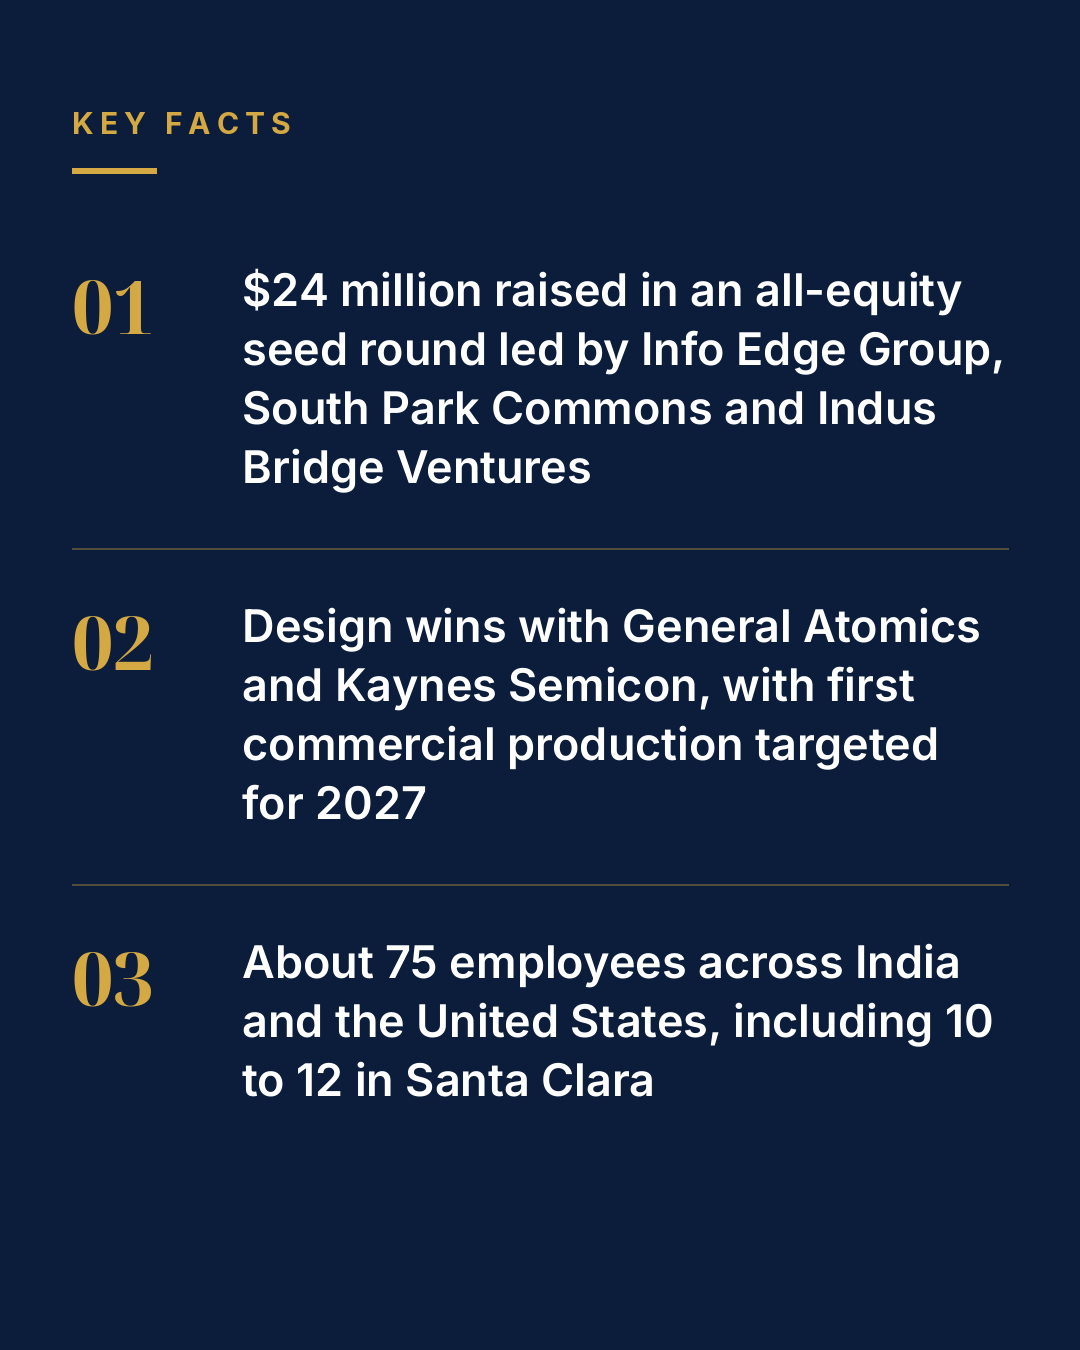 KEY FACTS
01
$24 million raised in an all-equity
seed round led by Info Edge Group,
South Park Commons and Indus
Bridge Ventures
02
Design wins with General Atomics
and Kaynes Semicon, with first
commercial production targeted
for 2027
03
About 75 employees across India
and the United States, including 10
to 12 in Santa Clara